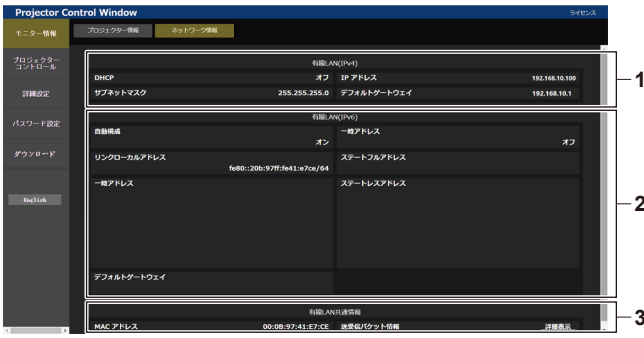 Projector Control Window
ライセンス
モニター情報
プロジェクター情報
ネットワーク情報
プロジェクター
コントロール
詳細設定
パスワード設定
ダウンロード
English
有線LAN(IPv4)
DHCP オフ IP アドレス 192.168.10.100
サブネットマスク 255.255.255.0 デフォルトゲートウェイ 192.168.10.1
1
有線LAN(IPv6)
自動構成 オン 一時アドレス オフ
リンクローカルアドレス fe80::20b:97ff:fe41:e7ce/64 ステートフルアドレス
一時アドレス ステートレスアドレス
デフォルトゲートウェイ
2
有線LAN共通情報
MAC アドレス 00:0B:97:41:E7:CE 送受信パケット情報 詳細表示
3